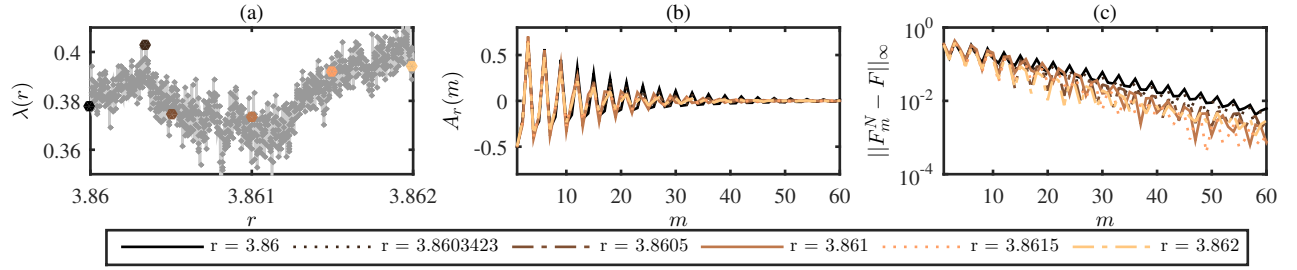 (a) (b) (c)
λ(r)
0.4
0.38
0.36
3.86 3.861 3.862
r
A_r(m)
0.5
0
-0.5
10 20 30 40 50 60
m
||F_m^N − F||_∞
10^0
10^-2
10^-4
10 20 30 40 50 60
m
r = 3.86 r = 3.8603423 r = 3.8605 r = 3.861 r = 3.8615 r = 3.862